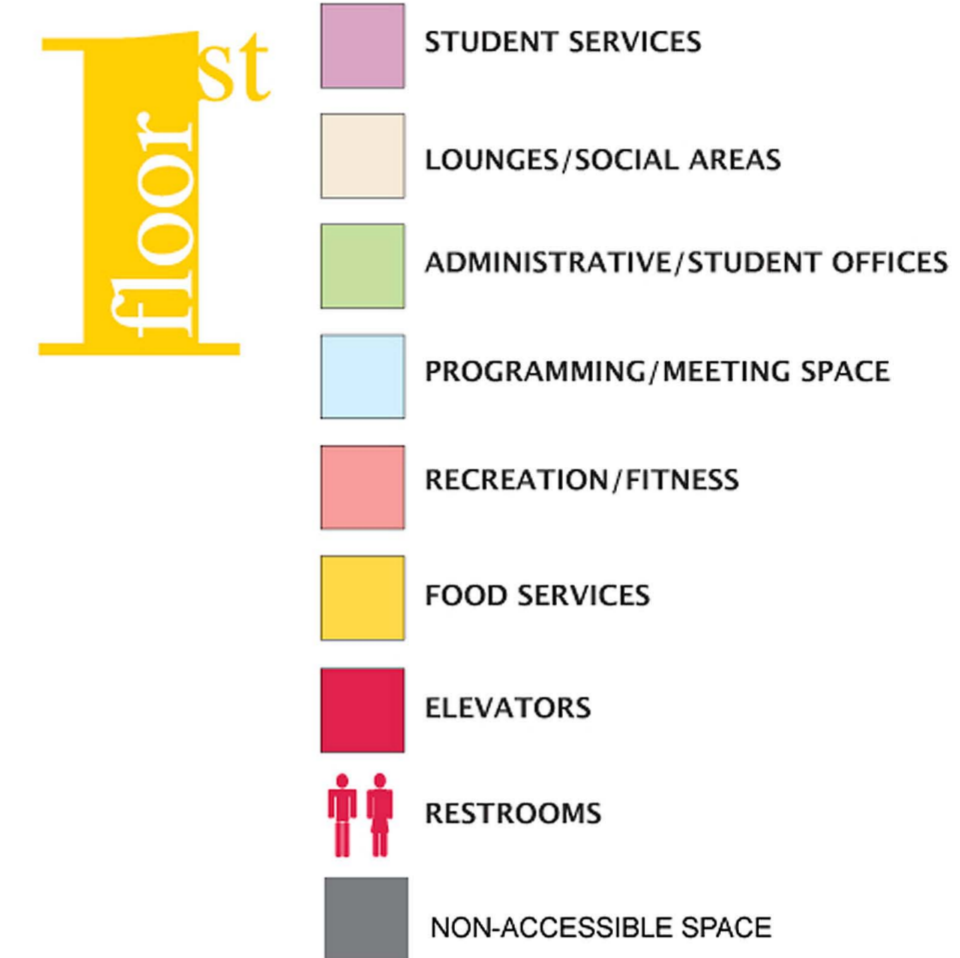 1st
floor
STUDENT SERVICES
LOUNGES/SOCIAL AREAS
ADMINISTRATIVE/STUDENT OFFICES
PROGRAMMING/MEETING SPACE
RECREATION/FITNESS
FOOD SERVICES
ELEVATORS
RESTROOMS
NON-ACCESSIBLE SPACE